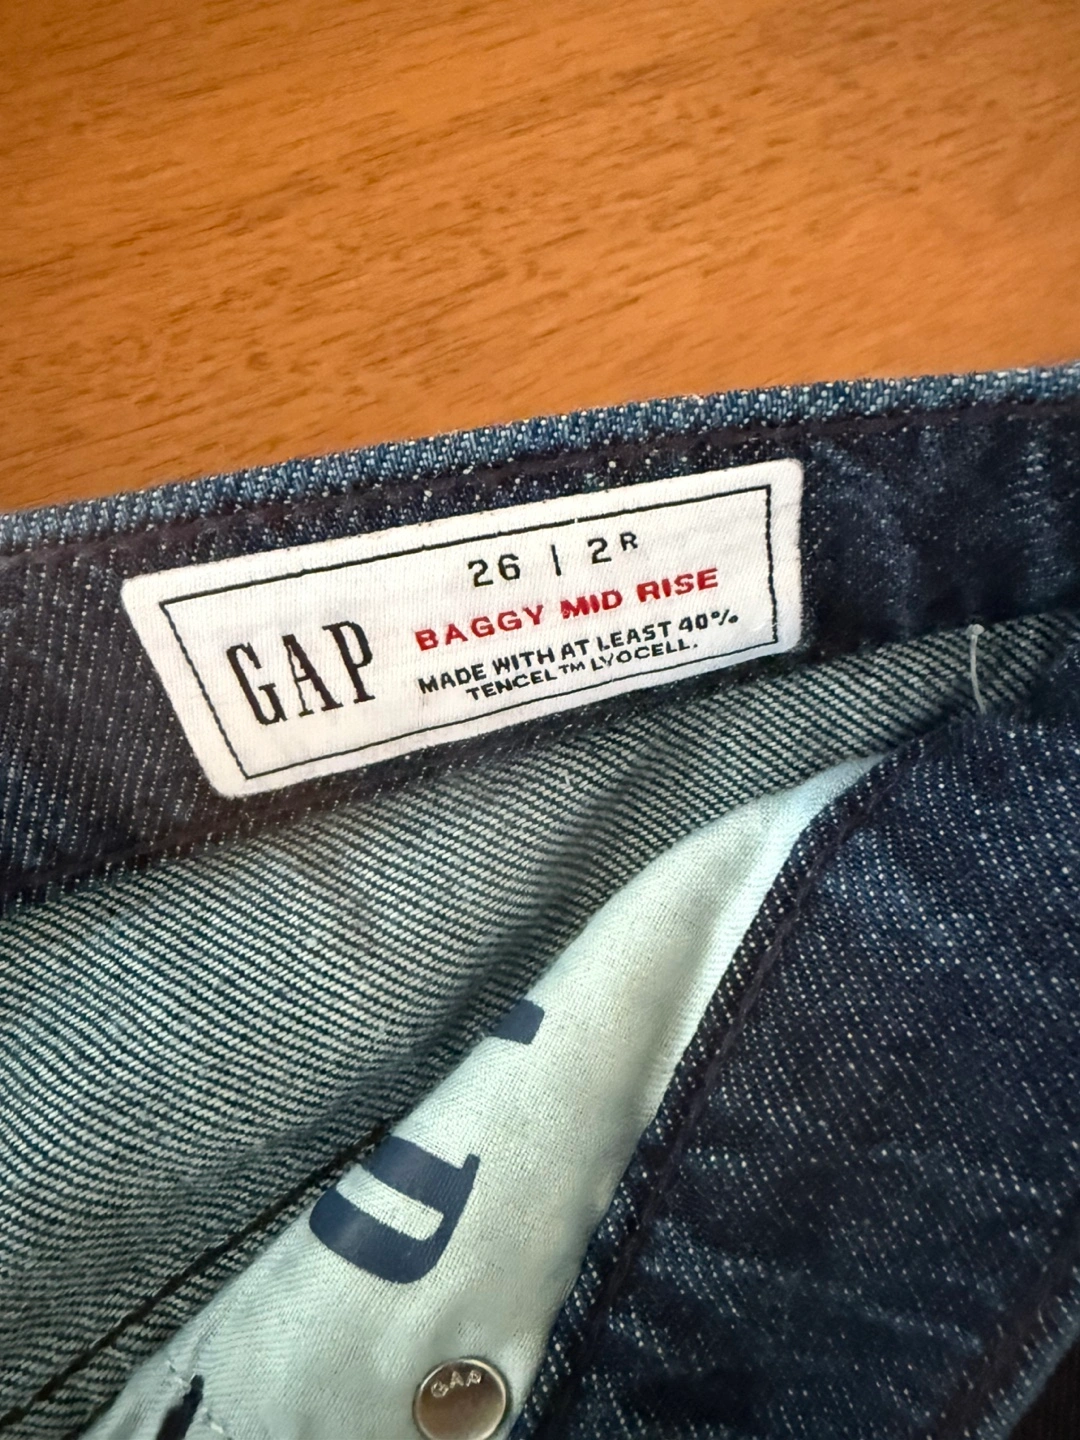 26 | 2R
GAP
BAGGY MID RISE
MADE WITH AT LEAST 40%
TENCEL™ LYOCELL.
GAP